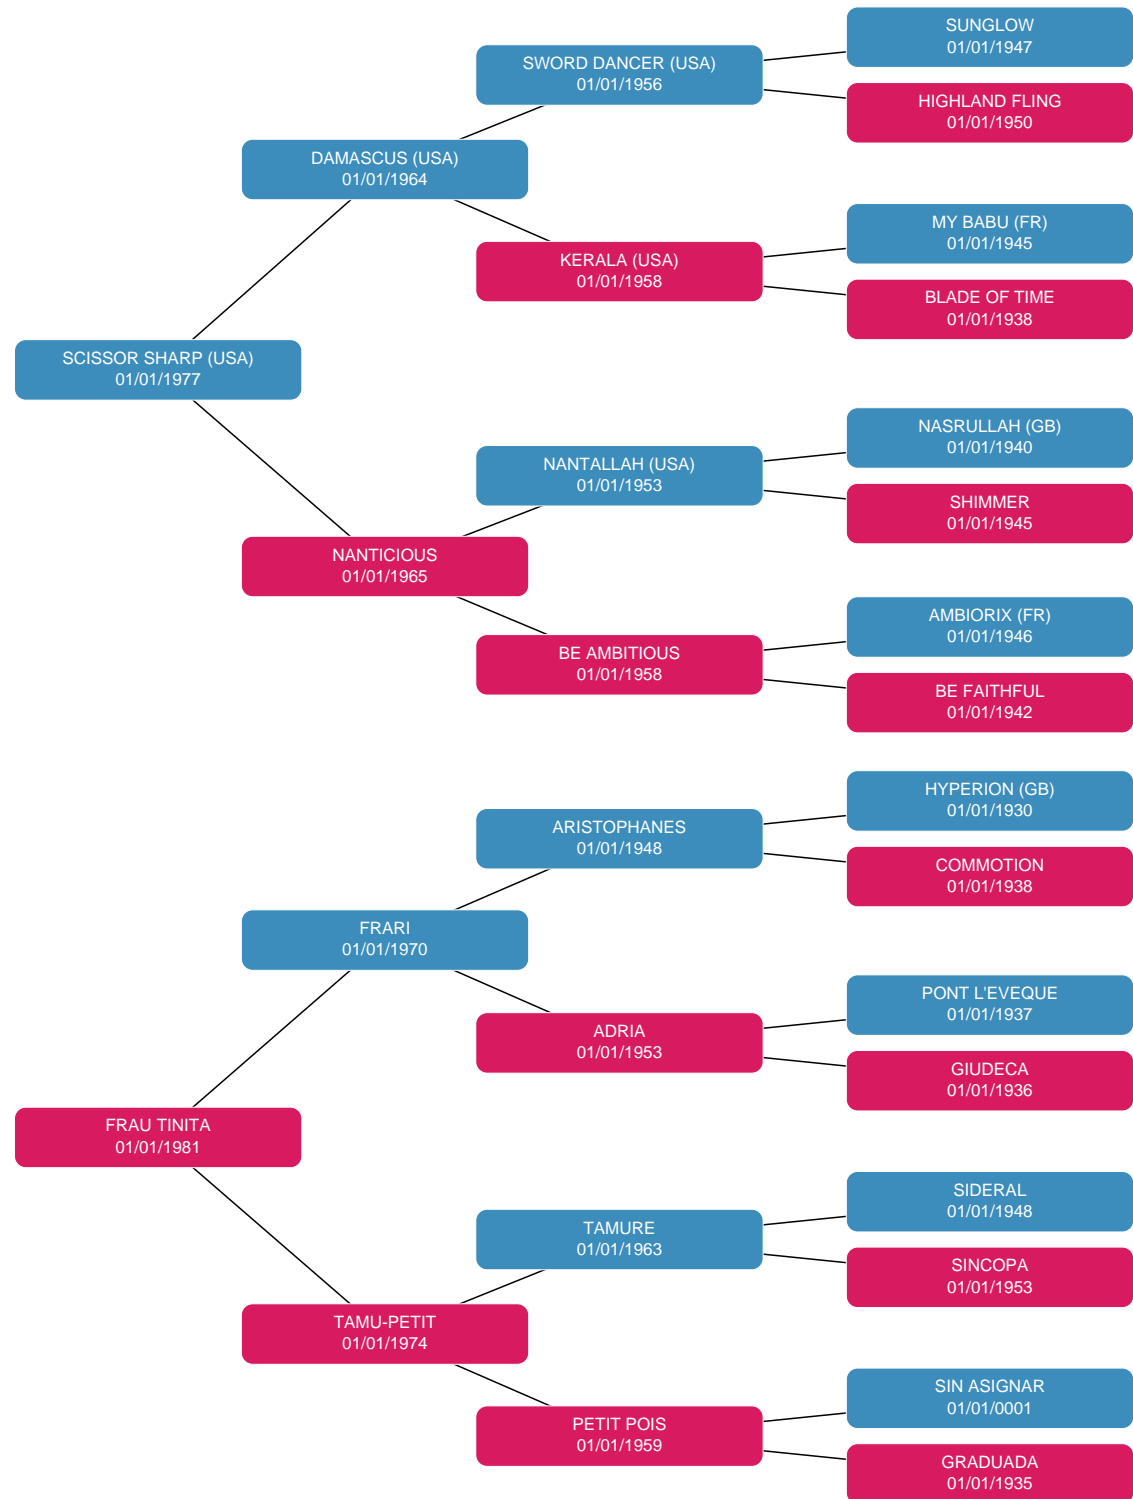 SUNGLOW
01/01/1947
SWORD DANCER (USA)
01/01/1956
HIGHLAND FLING
01/01/1950
DAMASCUS (USA)
01/01/1964
MY BABU (FR)
01/01/1945
KERALA (USA)
01/01/1958
BLADE OF TIME
01/01/1938
SCISSOR SHARP (USA)
01/01/1977
NASRULLAH (GB)
01/01/1940
NANTALLAH (USA)
01/01/1953
SHIMMER
01/01/1945
NANTICIOUS
01/01/1965
AMBIORIX (FR)
01/01/1946
BE AMBITIOUS
01/01/1958
BE FAITHFUL
01/01/1942
HYPERION (GB)
01/01/1930
ARISTOPHANES
01/01/1948
COMMOTION
01/01/1938
FRARI
01/01/1970
PONT L'EVEQUE
01/01/1937
ADRIA
01/01/1953
GIUDECA
01/01/1936
FRAU TINITA
01/01/1981
SIDERAL
01/01/1948
TAMURE
01/01/1963
SINCOPA
01/01/1953
TAMU-PETIT
01/01/1974
SIN ASIGNAR
01/01/0001
PETIT POIS
01/01/1959
GRADUADA
01/01/1935